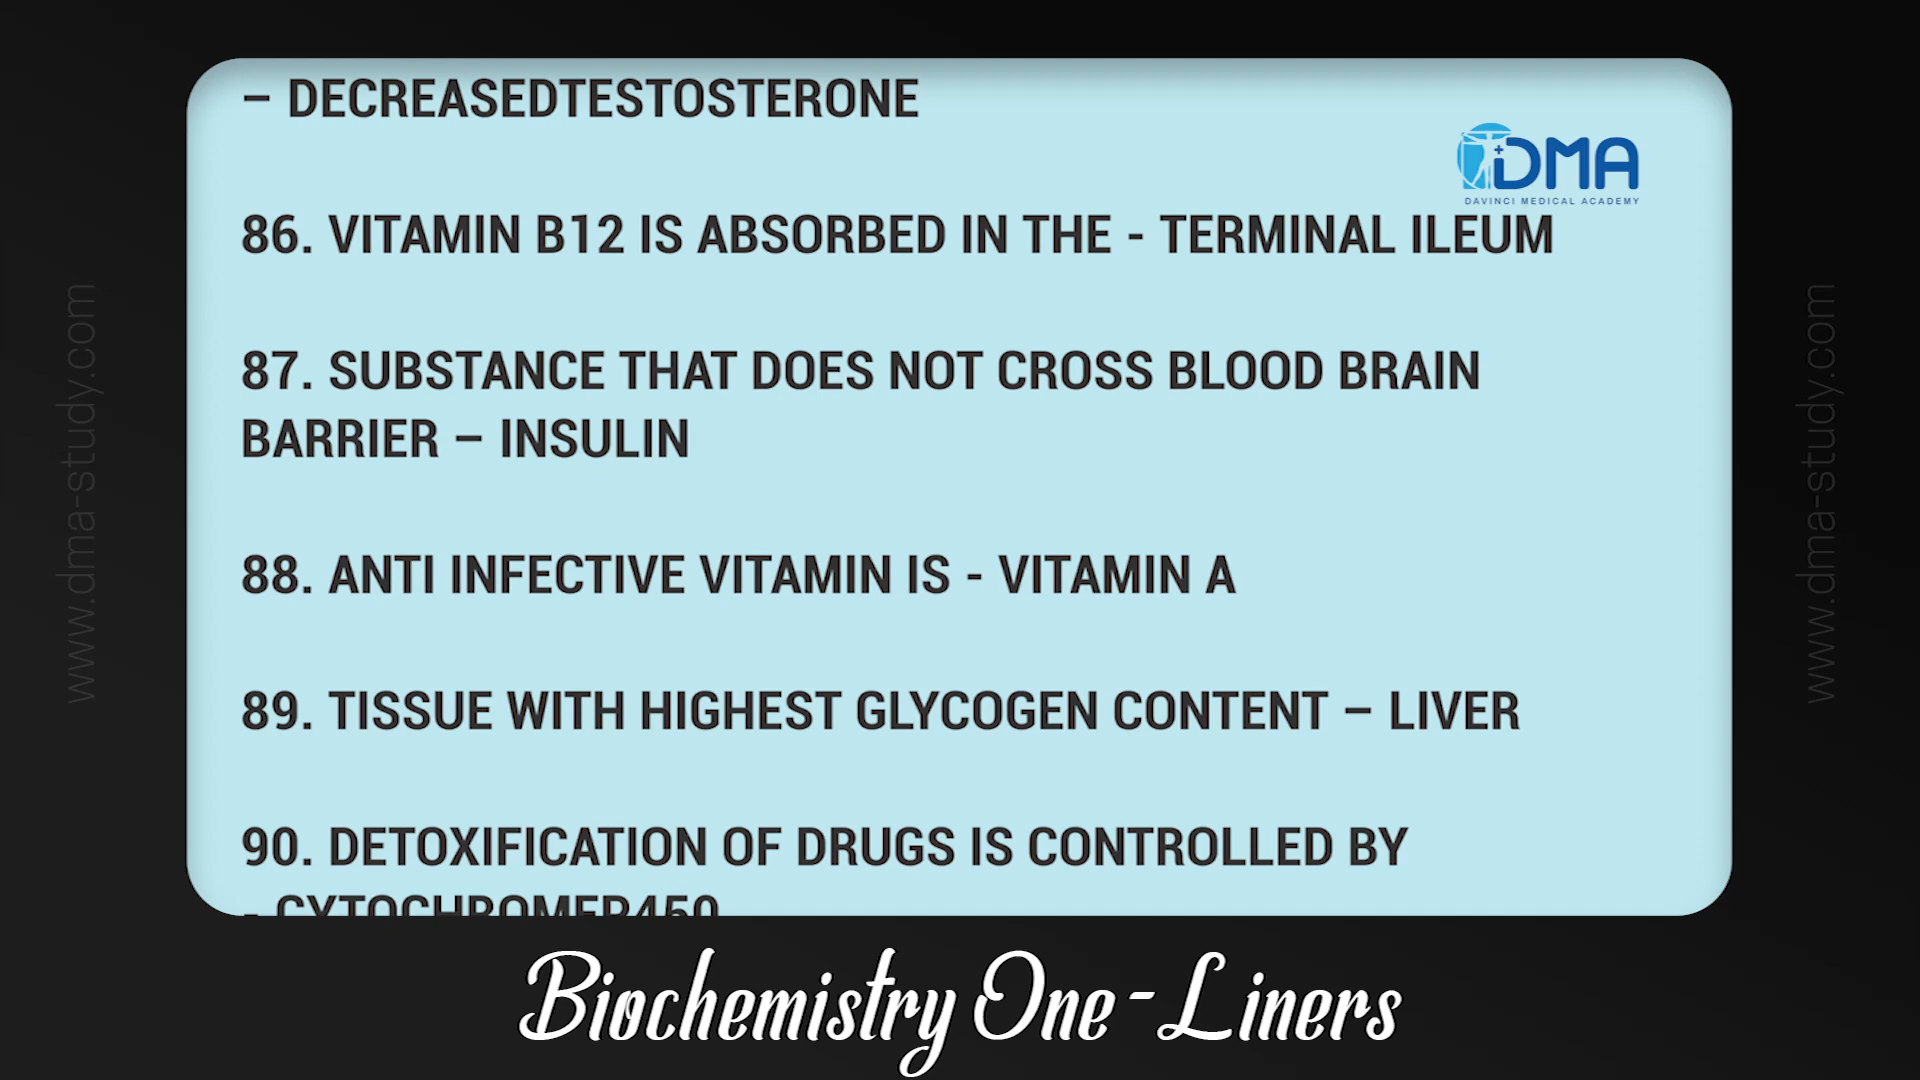 – DECREASEDTESTOSTERONE
DMA
DAVINCI MEDICAL ACADEMY
86. VITAMIN B12 IS ABSORBED IN THE - TERMINAL ILEUM
87. SUBSTANCE THAT DOES NOT CROSS BLOOD BRAIN
BARRIER – INSULIN
88. ANTI INFECTIVE VITAMIN IS - VITAMIN A
89. TISSUE WITH HIGHEST GLYCOGEN CONTENT – LIVER
90. DETOXIFICATION OF DRUGS IS CONTROLLED BY
- CYTOCHROMEP450
www.dma-study.com
www.dma-study.com
Biochemistry One-Liners